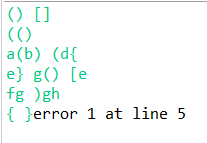 () []
(()
a(b) (d{
e} g() [e
fg )gh
{ }error 1 at line 5